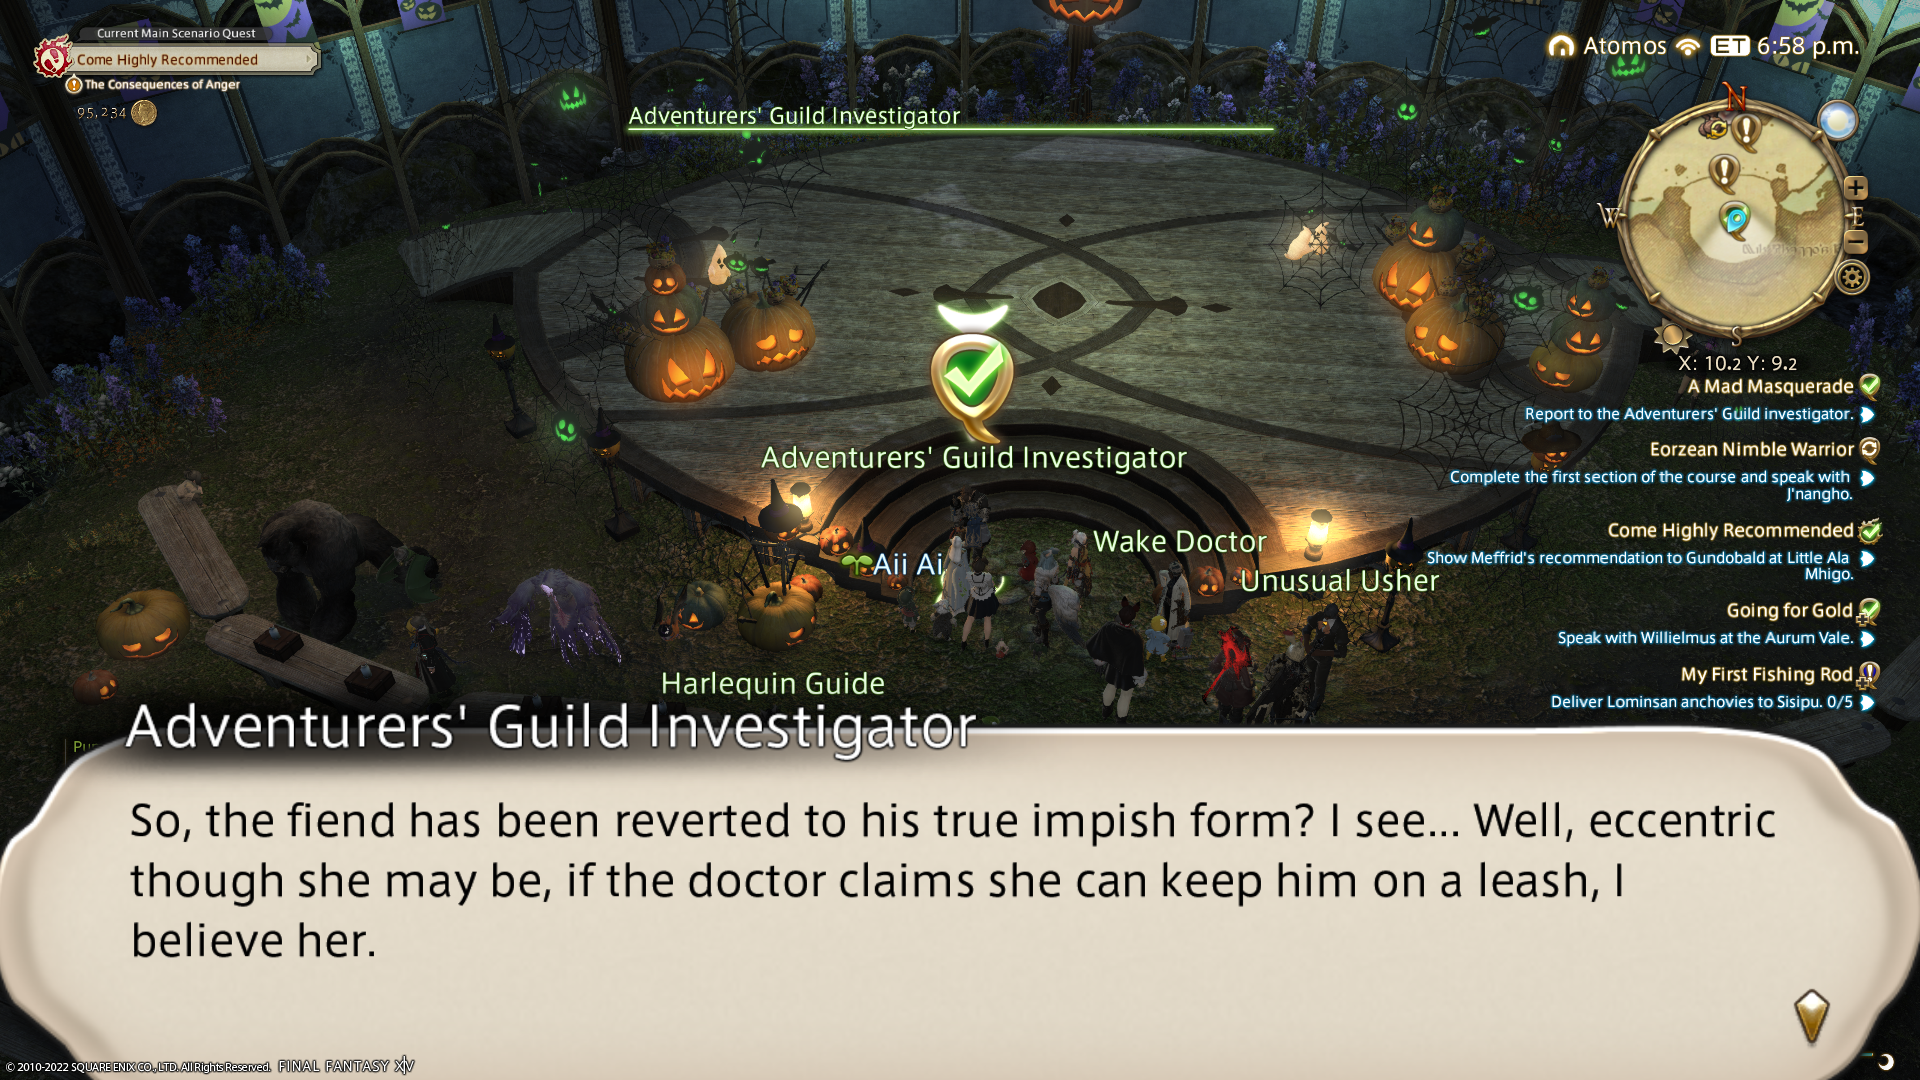 Current Main Scenario Quest
Come Highly Recommended
The Consequences of Anger
95,234
Adventurers' Guild Investigator
Atomos ET 6:58 p.m.
N
W
E
S
X: 10.2 Y: 9.2
A Mad Masquerade
Report to the Adventurers' Guild investigator.
Eorzean Nimble Warrior
Complete the first section of the course and speak with
J'nangho.
Come Highly Recommended
Show Meffrid's recommendation to Gundobald at Little Ala
Mhigo.
Going for Gold
Speak with Willielmus at the Aurum Vale.
My First Fishing Rod
Deliver Lominsan anchovies to Sisipu. 0/5
Adventurers' Guild Investigator
Wake Doctor
Aii Ai
Unusual Usher
Harlequin Guide
Adventurers' Guild Investigator
So, the fiend has been reverted to his true impish form? I see... Well, eccentric
though she may be, if the doctor claims she can keep him on a leash, I
believe her.
© 2010-2022 SQUARE ENIX CO., LTD. All Rights Reserved. FINAL FANTASY XIV